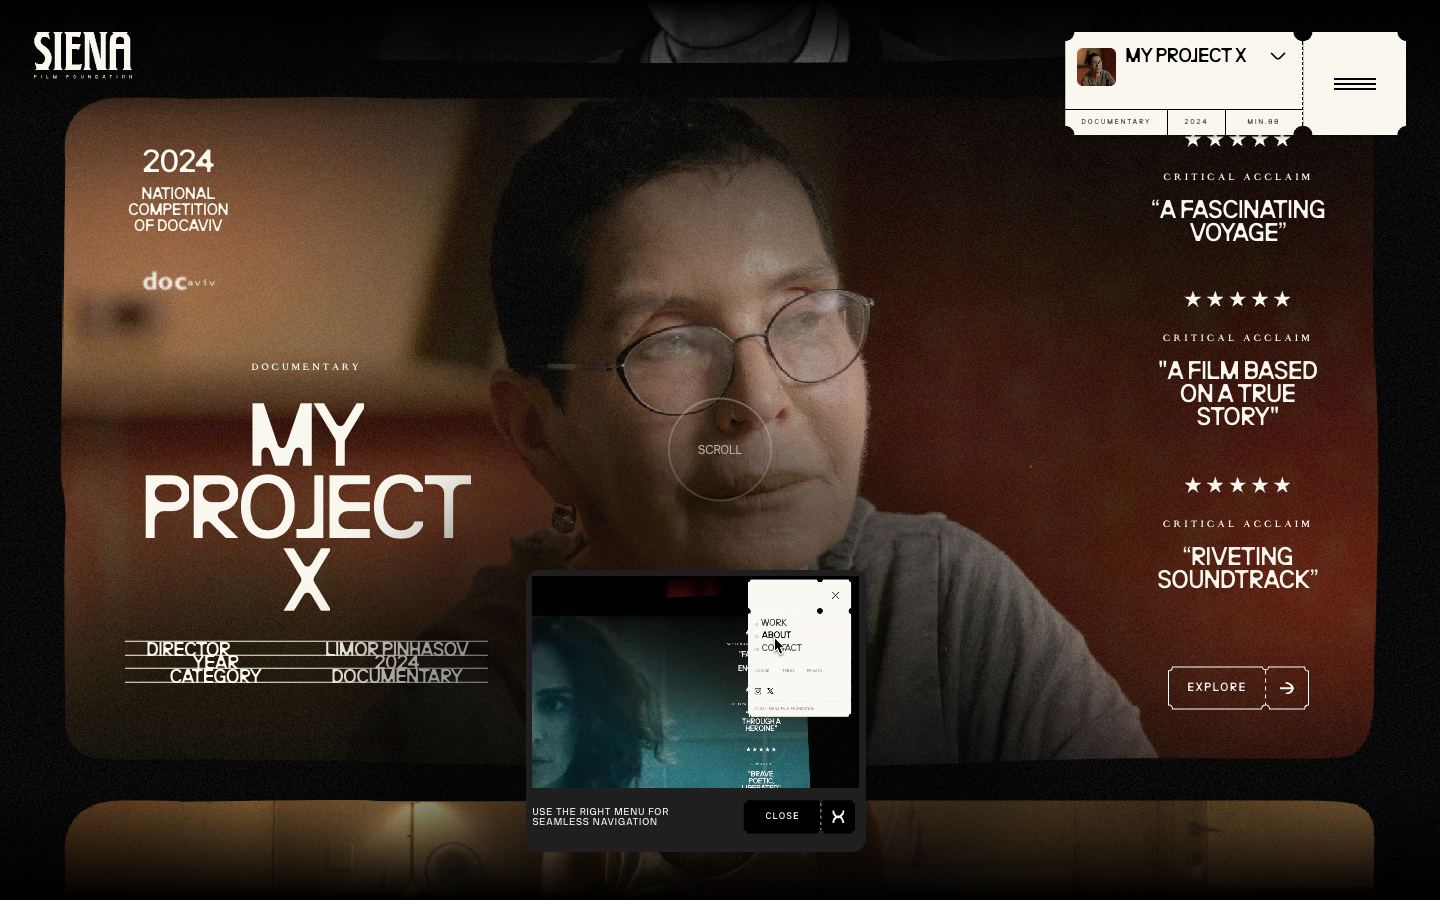 SIENA
FILM FOUNDATION
MY PROJECT X
DOCUMENTARY
2024
MIN.88
2024
NATIONAL
COMPETITION
OF DOCAVIV
docaviv
DOCUMENTARY
MY
PROJECT
X
DIRECTOR LIMOR PINHASOV
YEAR 2024
CATEGORY DOCUMENTARY
SCROLL
CRITICAL ACCLAIM
“A FASCINATING
VOYAGE”
CRITICAL ACCLAIM
"A FILM BASED
ON A TRUE
STORY"
CRITICAL ACCLAIM
“RIVETING
SOUNDTRACK”
EXPLORE
WORK
ABOUT
CONTACT
THROUGH A
HEROINE"
"BRAVE
POETIC,
USE THE RIGHT MENU FOR
SEAMLESS NAVIGATION
CLOSE